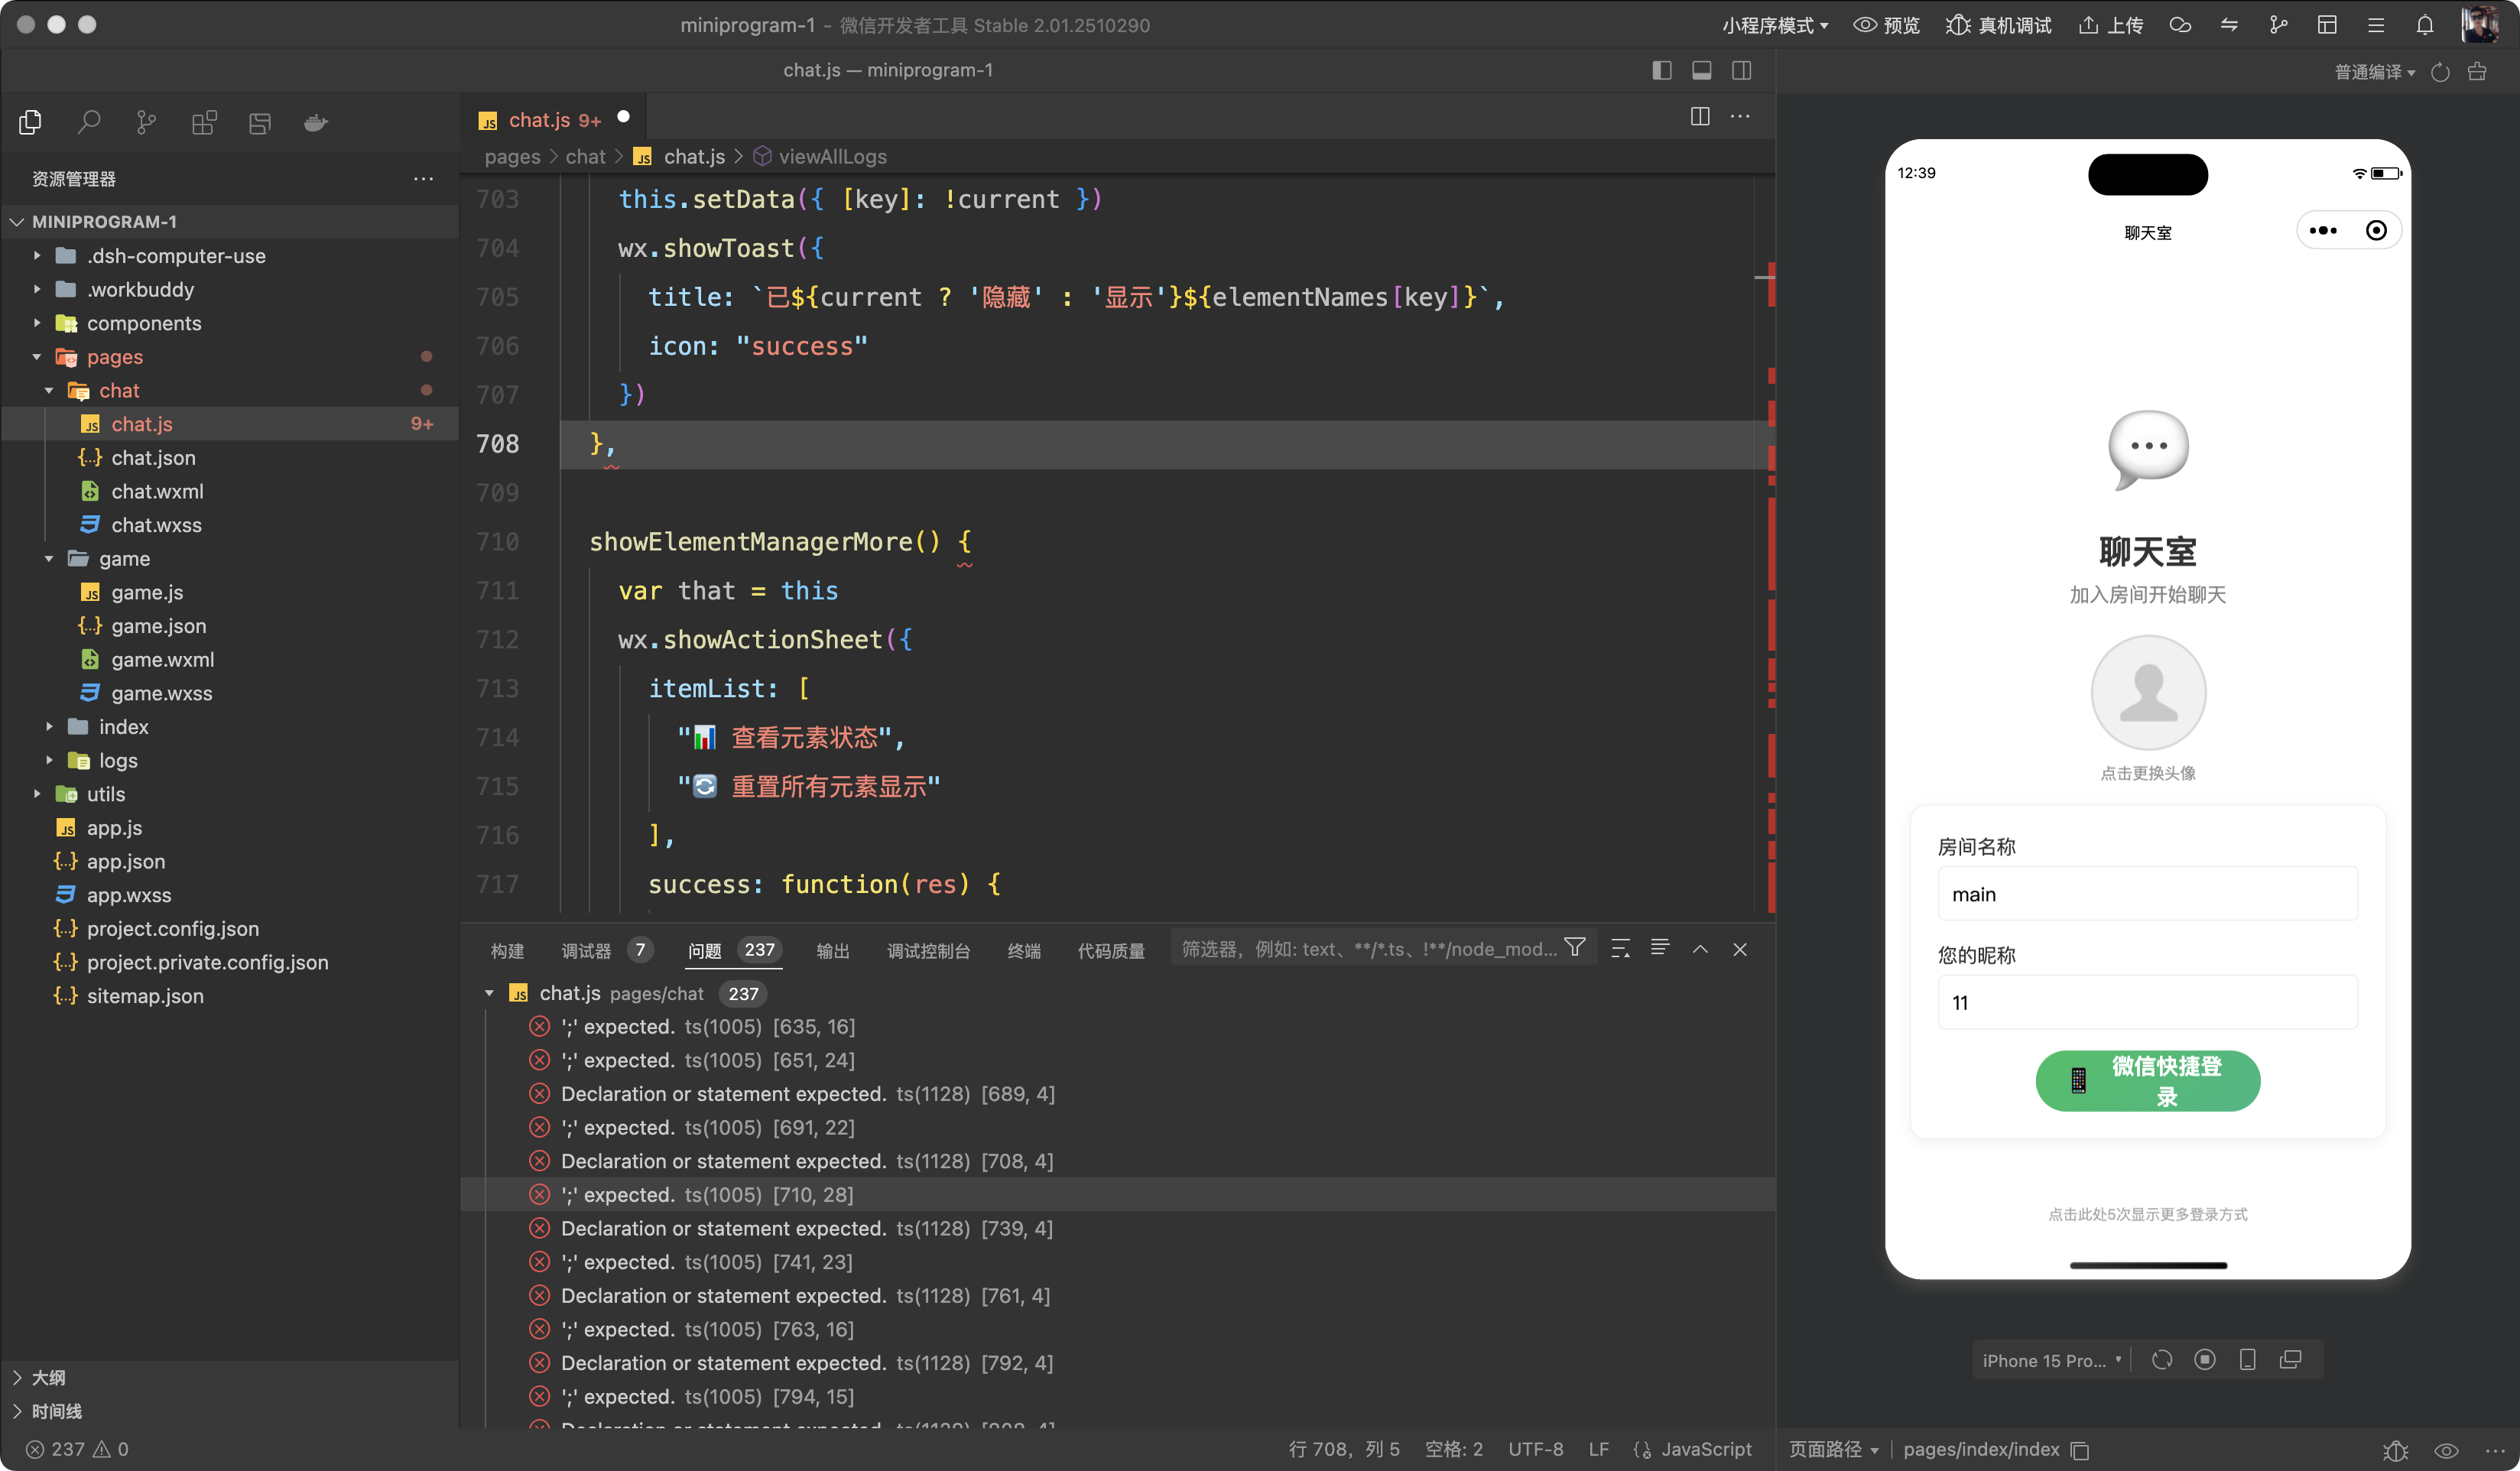 miniprogram-1 - 微信开发者工具 Stable 2.01.2510290
小程序模式 预览 真机调试 上传
chat.js — miniprogram-1
普通编译
资源管理器
MINIPROGRAM-1
.dsh-computer-use
.workbuddy
components
pages
chat
chat.js 9+
chat.json
chat.wxml
chat.wxss
game
game.js
game.json
game.wxml
game.wxss
index
logs
utils
app.js
app.json
app.wxss
project.config.json
project.private.config.json
sitemap.json
大纲
时间线
JS chat.js 9+
pages > chat > JS chat.js > viewAllLogs
703 this.setData({ [key]: !current })
704 wx.showToast({
705 title: `已${current ? '隐藏' : '显示'}${elementNames[key]}`,
706 icon: "success"
707 })
708 },
709
710 showElementManagerMore() {
711 var that = this
712 wx.showActionSheet({
713 itemList: [
714 "📊 查看元素状态",
715 "🔄 重置所有元素显示"
716 ],
717 success: function(res) {
构建 调试器 7 问题 237 输出 调试控制台 终端 代码质量 筛选器，例如: text、**/*.ts、!**/node_mod...
JS chat.js pages/chat 237
';' expected. ts(1005) [635, 16]
';' expected. ts(1005) [651, 24]
Declaration or statement expected. ts(1128) [689, 4]
';' expected. ts(1005) [691, 22]
Declaration or statement expected. ts(1128) [708, 4]
';' expected. ts(1005) [710, 28]
Declaration or statement expected. ts(1128) [739, 4]
';' expected. ts(1005) [741, 23]
Declaration or statement expected. ts(1128) [761, 4]
';' expected. ts(1005) [763, 16]
Declaration or statement expected. ts(1128) [792, 4]
';' expected. ts(1005) [794, 15]
Declaration or statement expected. ts(1128) [808, 4]
12:39
聊天室
聊天室
加入房间开始聊天
点击更换头像
房间名称
main
您的昵称
11
微信快捷登
录
点击此处5次显示更多登录方式
iPhone 15 Pro...
237 0
行 708，列 5 空格: 2 UTF-8 LF JavaScript
页面路径 pages/index/index